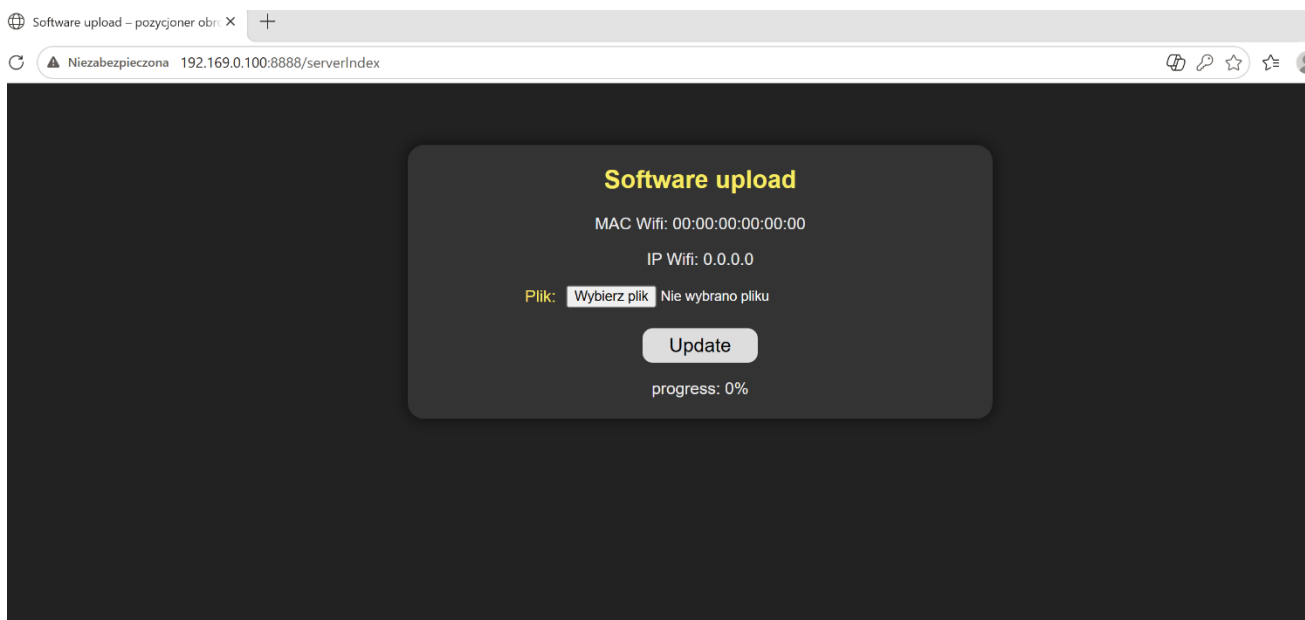 Software upload – pozycjoner obro
Niezabezpieczona 192.169.0.100:8888/serverIndex
Software upload
MAC Wifi: 00:00:00:00:00:00
IP Wifi: 0.0.0.0
Plik: Wybierz plik Nie wybrano pliku
Update
progress: 0%